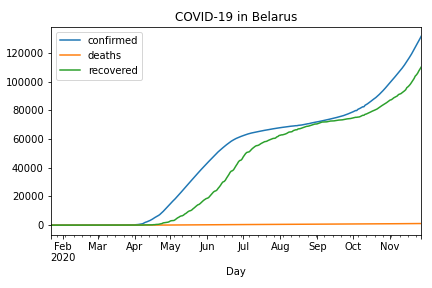 COVID-19 in Belarus
confirmed
deaths
recovered
120000
100000
80000
60000
40000
20000
0
Feb Mar Apr May Jun Jul Aug Sep Oct Nov
2020
Day